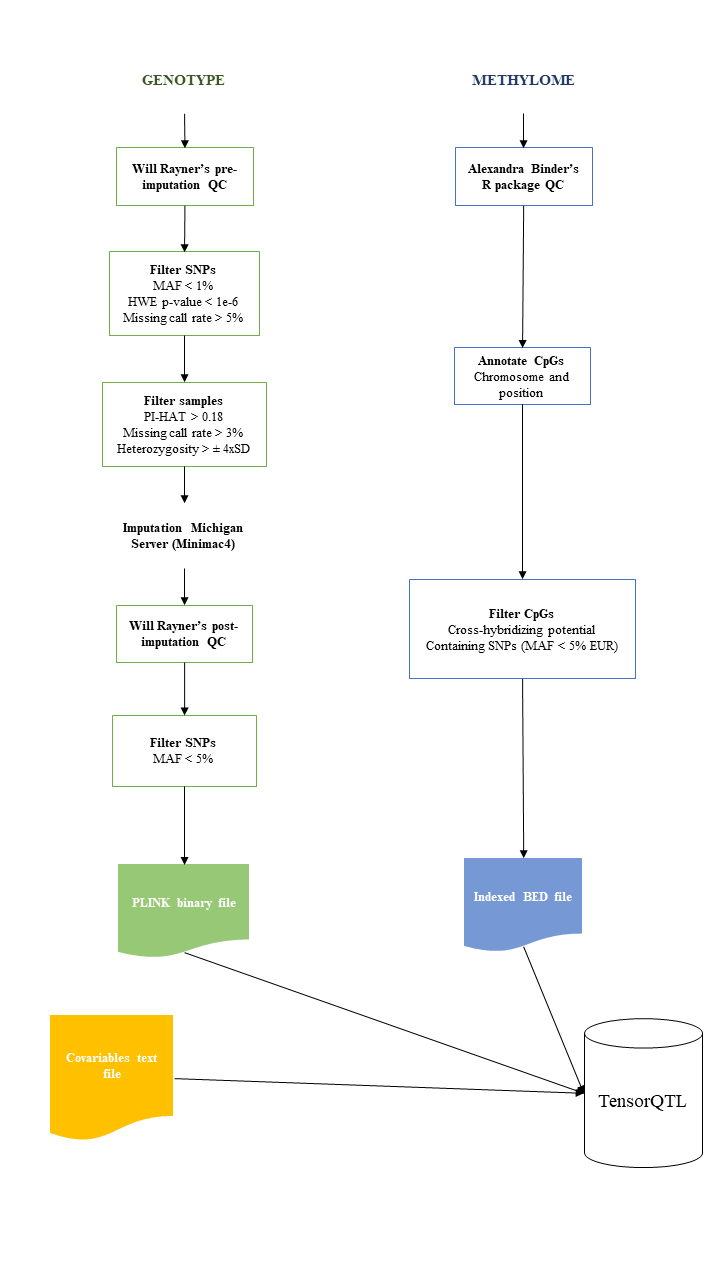 GENOTYPE
Will Rayner's pre-
imputation QC
Filter SNPs
MAF < 1%
HWE p-value < 1e-6
Missing call rate > 5%
Filter samples
PI-HAT > 0.18
Missing call rate > 3%
Heterozygosity > ± 4xSD
Imputation Michigan
Server (Minimac4)
Will Rayner's post-
imputation QC
Filter SNPs
MAF < 5%
PLINK binary file
METHYLOME
Alexandra Binder's
R package QC
Annotate CpGs
Chromosome and
position
Filter CpGs
Cross-hybridizing potential
Containing SNPs (MAF < 5% EUR)
Indexed BED file
Covariables text
file
TensorQTL